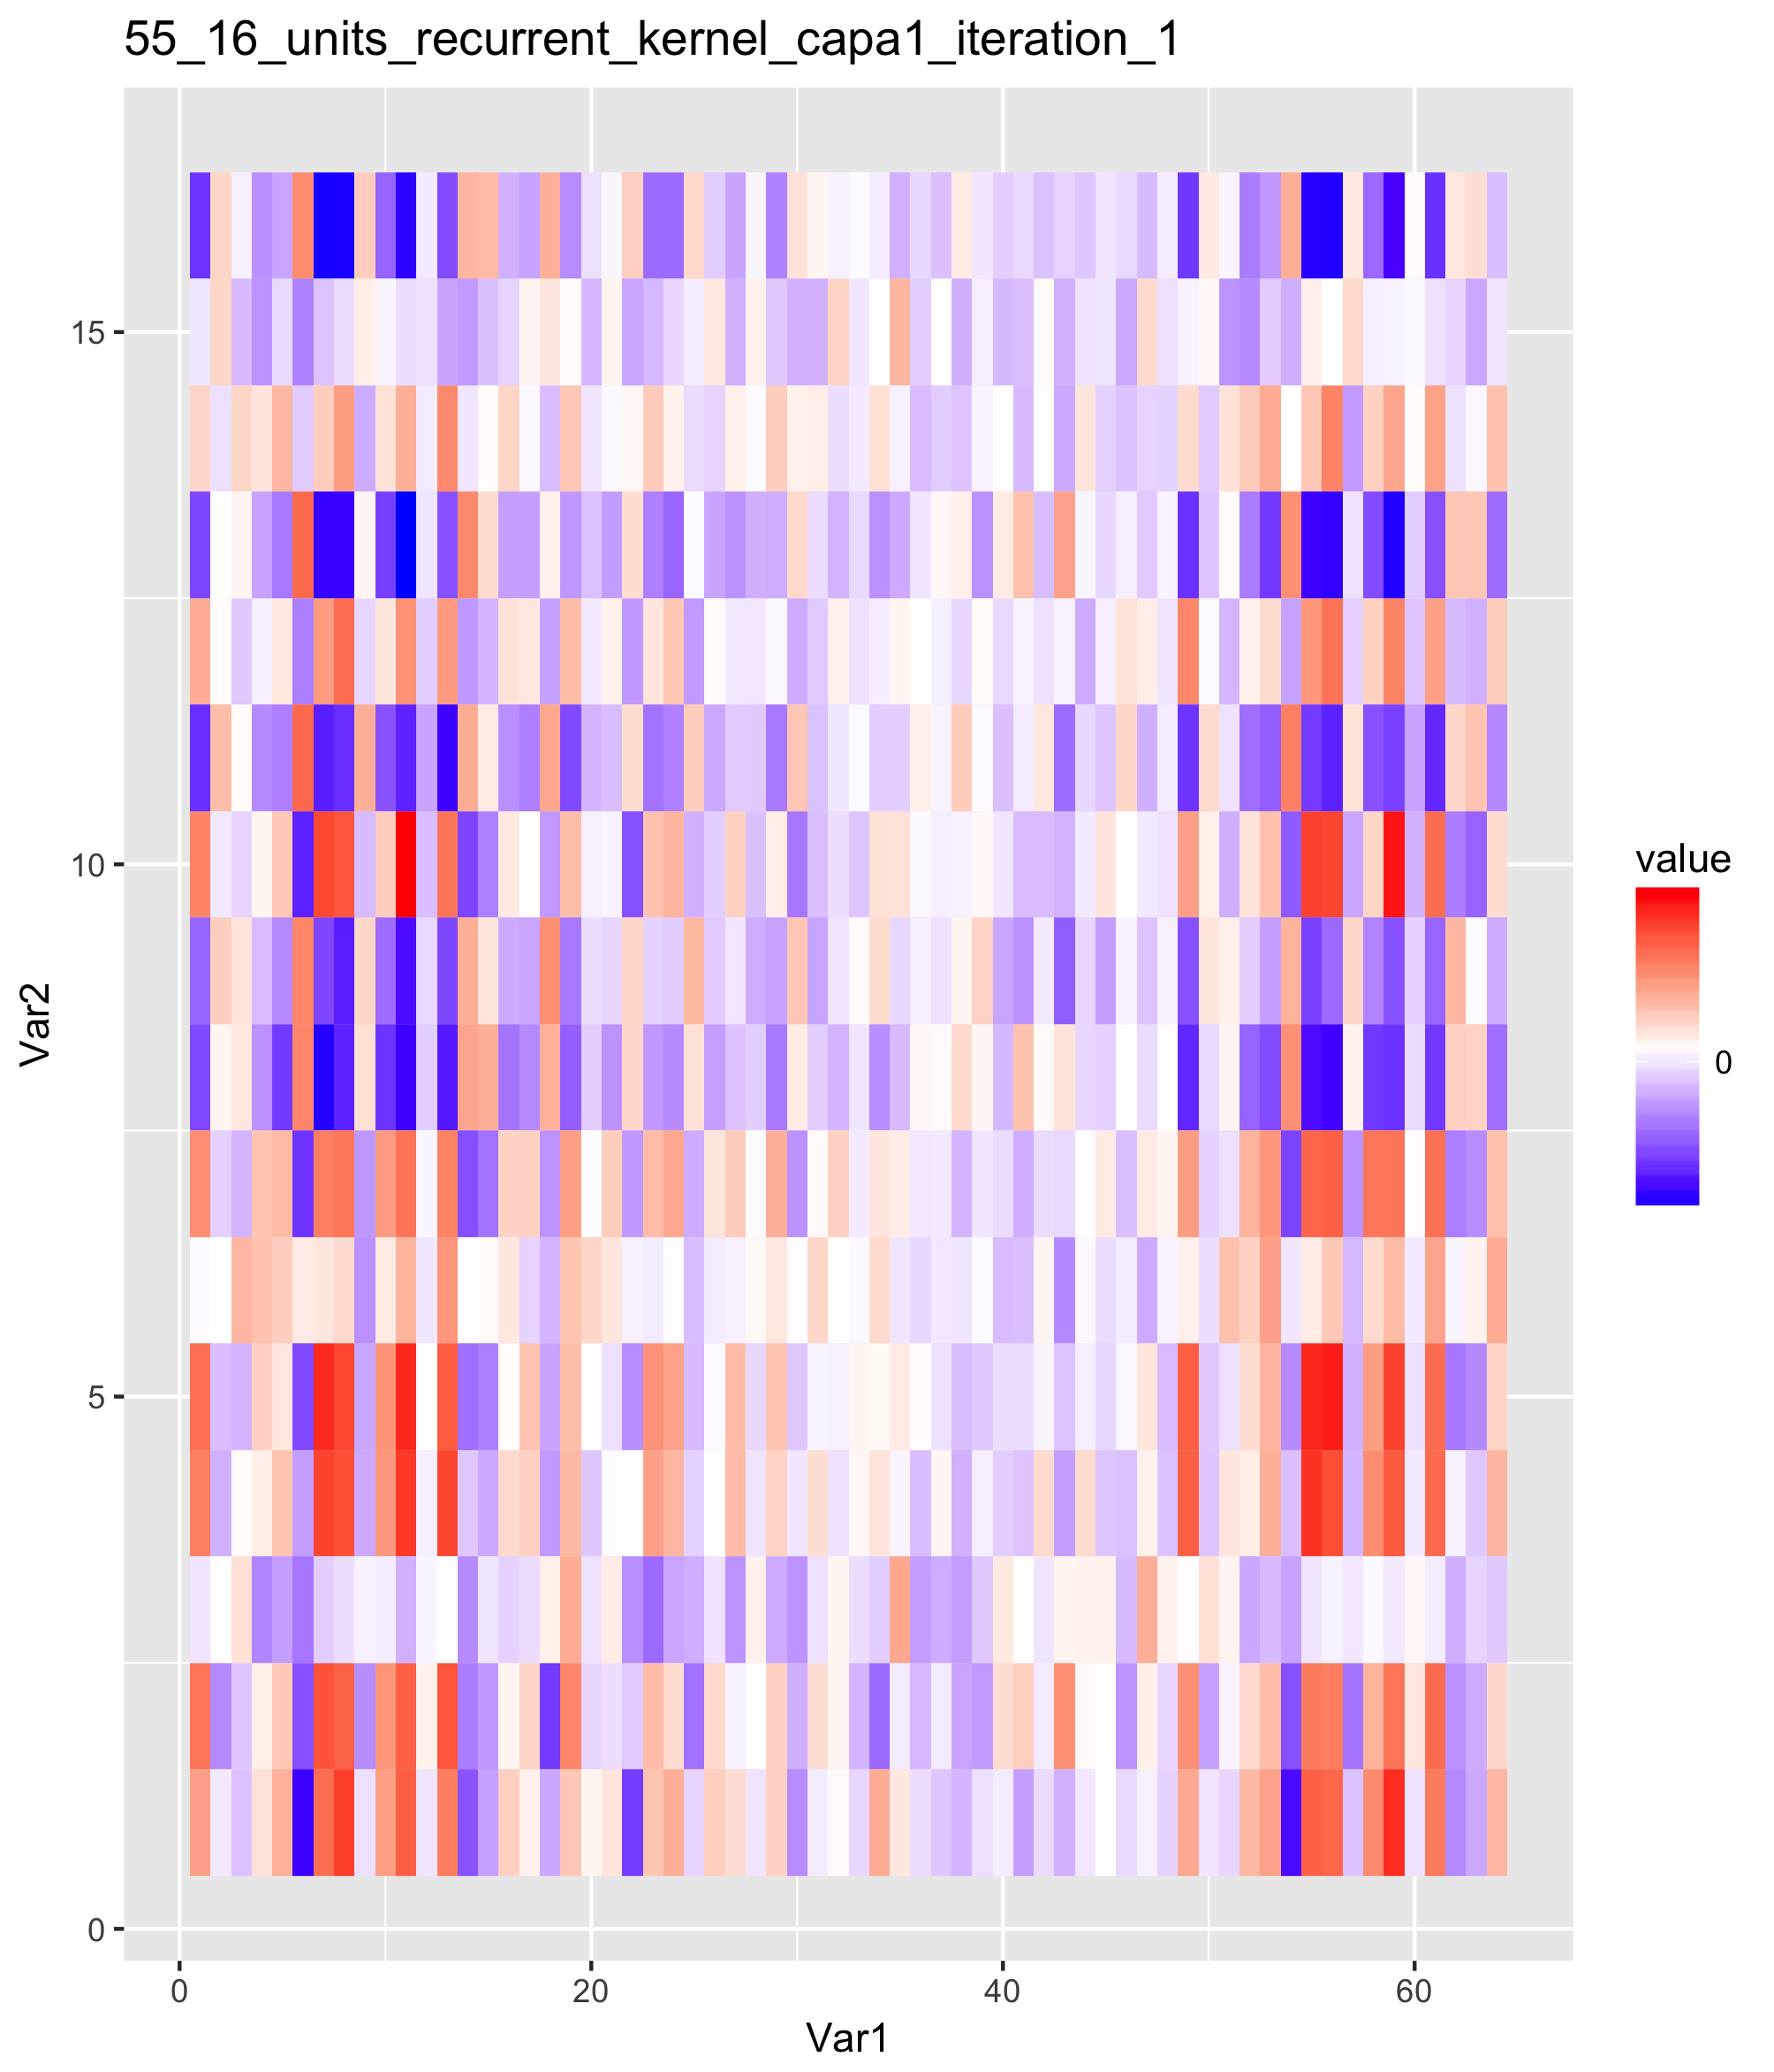 55_16_units_recurrent_kernel_capa1_iteration_1
15
10
5
0
0
20
40
60
Var1
Var2
value
0